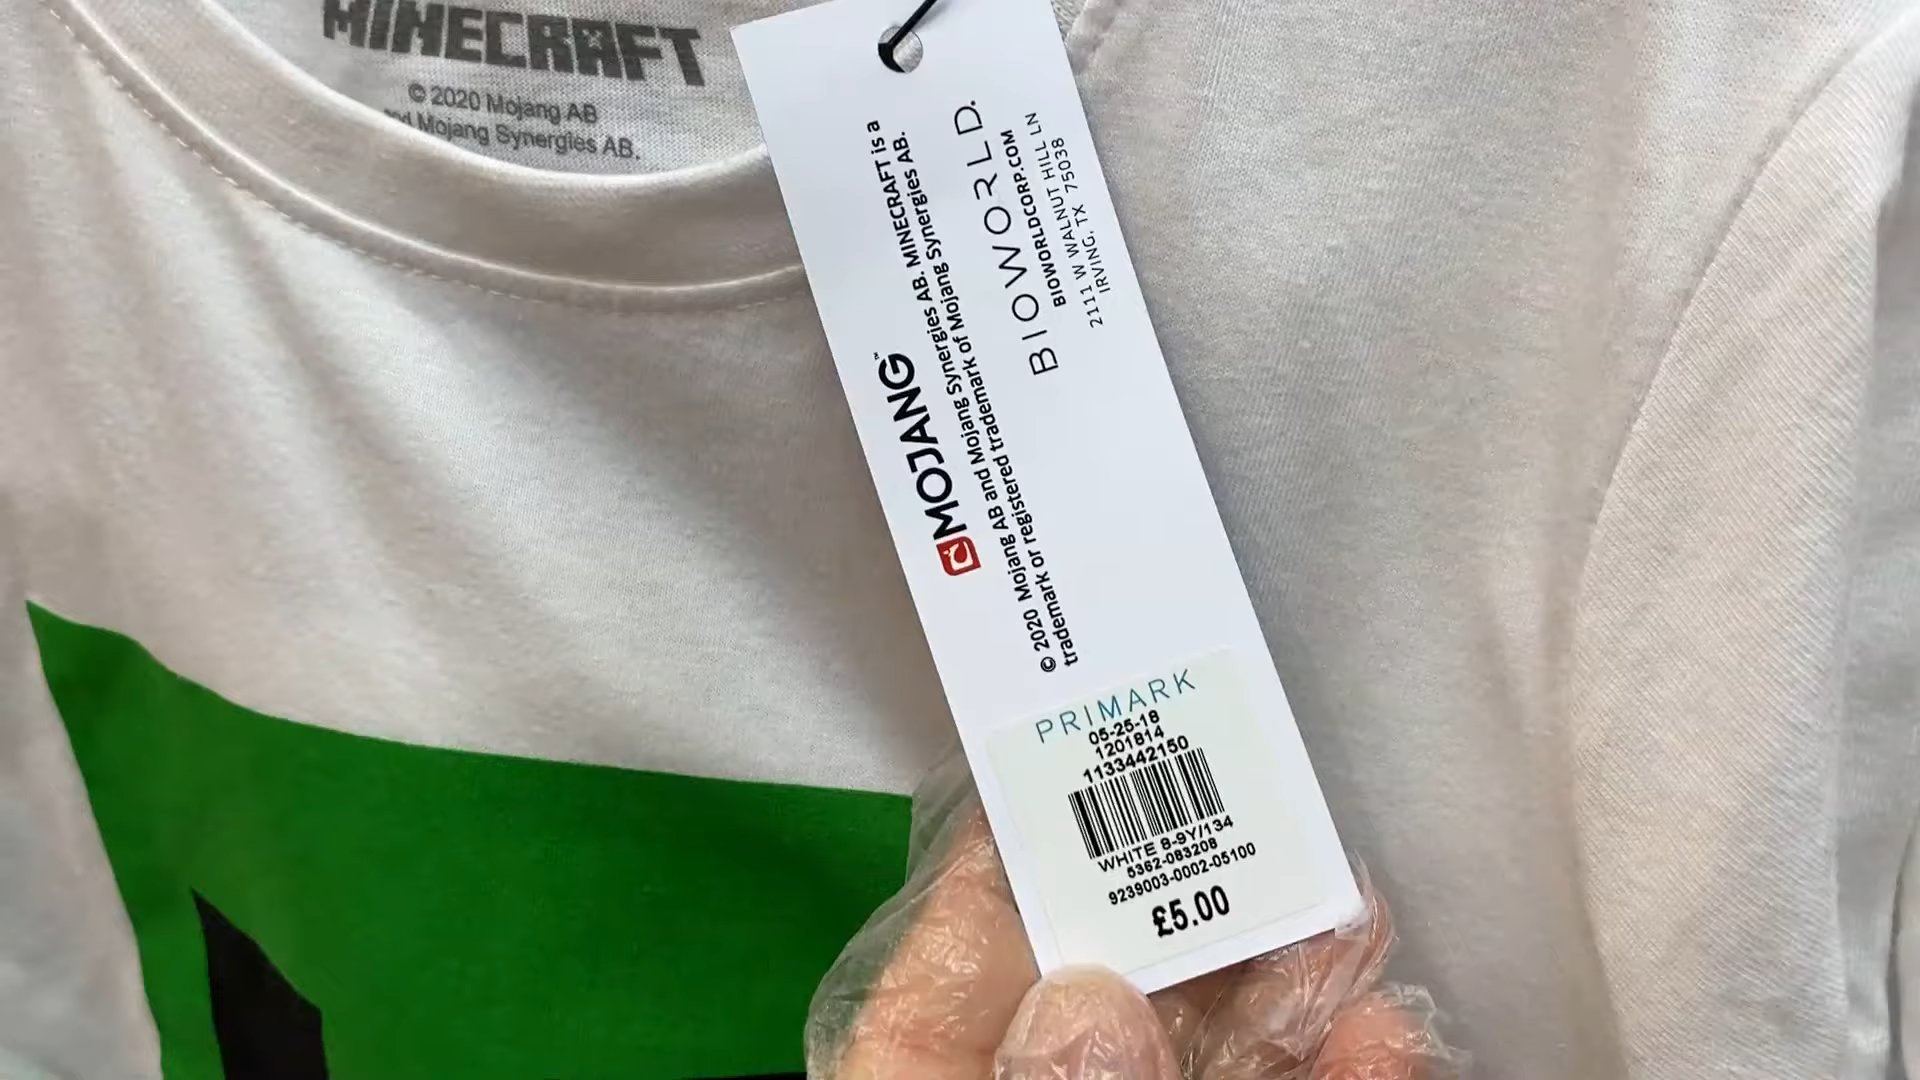 MINECRAFT
© 2020 Mojang AB
Mojang Synergies AB.
MOJANG™
© 2020 Mojang AB and Mojang Synergies AB. MINECRAFT is a
trademark or registered trademark of Mojang Synergies AB.
BIOWORLD.
BIOWORLDCORP.COM
2111 W WALNUT HILL LN
IRVING, TX 75038
PRIMARK
05-25-18
1201814
1133442150
WHITE 8-9Y/134
5362-083208
9239003-0002-05100
£5.00